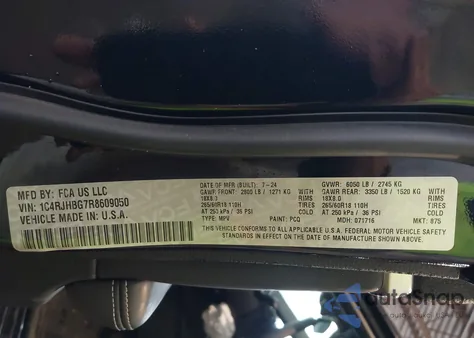 MFD BY: FCA US LLC
VIN: 1C4RJHBG7R8609050
VEHICLE MADE IN: U.S.A.
DATE OF MFR (BUILT): 7-24
GVWR: 6050 LB / 2745 KG
GAWR FRONT: 2800 LB / 1271 KG WITH
GAWR REAR: 3350 LB / 1520 KG WITH
18X8.0 RIMS
18X8.0 RIMS
265/60R18 110H TIRES
265/60R18 110H TIRES
AT 250 kPa / 36 PSI
AT 250 kPa / 36 PSI
TYPE: MPV PAINT: PCQ MDH: 071716 MKT: 875
THIS VEHICLE CONFORMS TO ALL APPLICABLE U.S.A. FEDERAL MOTOR VEHICLE SAFETY
STANDARDS IN EFFECT ON THE DATE OF MANUFACTURE SHOWN ABOVE.
autoSnap